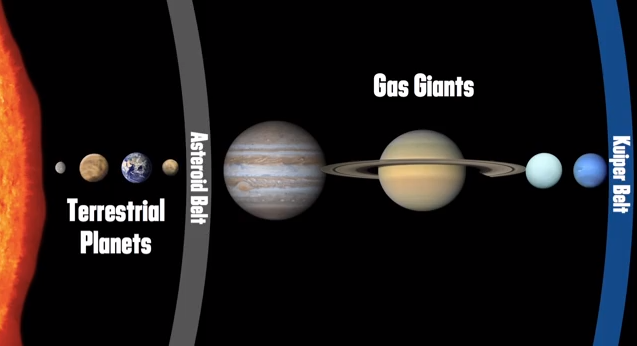 Gas Giants
Terrestrial
Planets
Asteroid Belt
Kuiper Belt